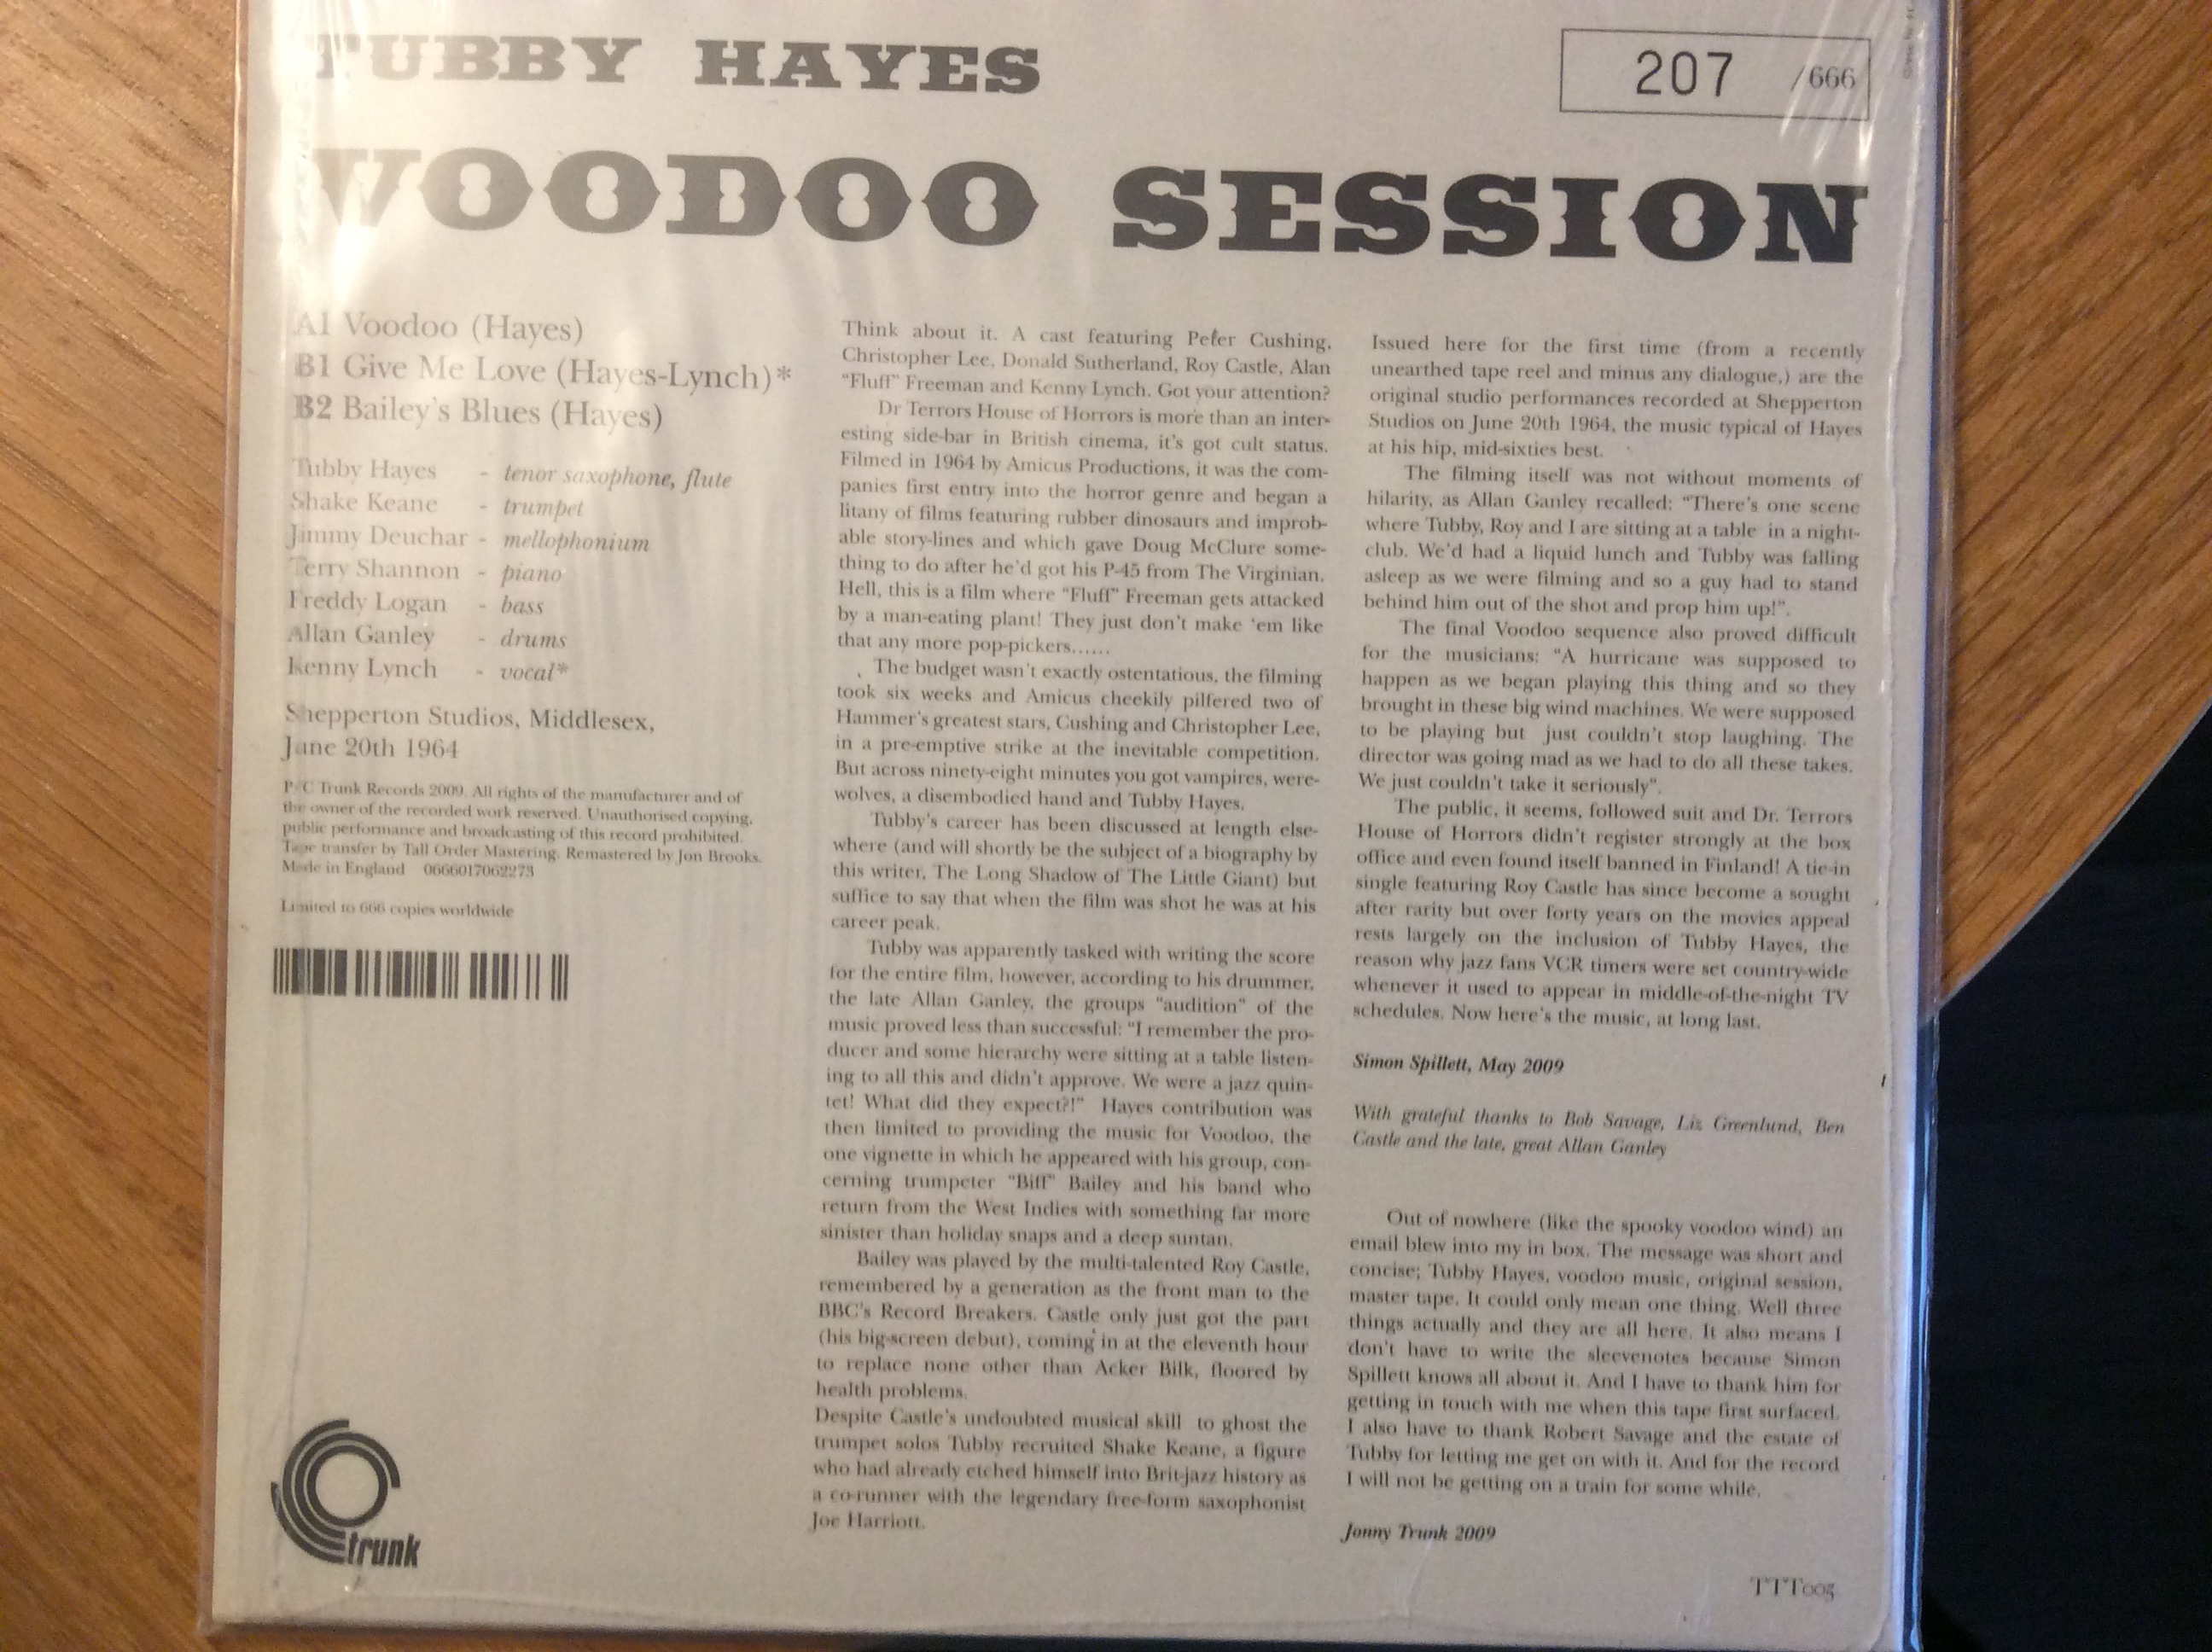 TUBBY HAYES
207 /666
VOODOO SESSION
A1 Voodoo (Hayes)
B1 Give Me Love (Hayes-Lynch)*
B2 Bailey's Blues (Hayes)
Tubby Hayes - tenor saxophone, flute
Shake Keane - trumpet
Jimmy Deuchar - mellophonium
Terry Shannon - piano
Freddy Logan - bass
Allan Ganley - drums
Kenny Lynch - vocal*
Shepperton Studios, Middlesex,
June 20th 1964
P+C Trunk Records 2009. All rights of the manufacturer and of
the owner of the recorded work reserved. Unauthorised copying,
public performance and broadcasting of this record prohibited.
Tape transfer by Tall Order Mastering. Remastered by Jon Brooks.
Made in England 0666017062273
Limited to 666 copies worldwide
trunk
Think about it. A cast featuring Peter Cushing,
Christopher Lee, Donald Sutherland, Roy Castle, Alan
"Fluff" Freeman and Kenny Lynch. Got your attention?
Dr Terrors House of Horrors is more than an inter-
esting side-bar in British cinema, it's got cult status.
Filmed in 1964 by Amicus Productions, it was the com-
panies first entry into the horror genre and began a
litany of films featuring rubber dinosaurs and improb-
able story-lines and which gave Doug McClure some-
thing to do after he'd got his P-45 from The Virginian.
Hell, this is a film where "Fluff" Freeman gets attacked
by a man-eating plant! They just don't make 'em like
that any more pop-pickers......
The budget wasn't exactly ostentatious, the filming
took six weeks and Amicus cheekily pilfered two of
Hammer's greatest stars, Cushing and Christopher Lee,
in a pre-emptive strike at the inevitable competition.
But across ninety-eight minutes you got vampires, were-
wolves, a disembodied hand and Tubby Hayes.
Tubby's career has been discussed at length else-
where (and will shortly be the subject of a biography by
this writer, The Long Shadow of The Little Giant) but
suffice to say that when the film was shot he was at his
career peak.
Tubby was apparently tasked with writing the score
for the entire film, however, according to his drummer,
the late Allan Ganley, the groups "audition" of the
music proved less than successful: "I remember the pro-
ducer and some hierarchy were sitting at a table listen-
ing to all this and didn't approve. We were a jazz quin-
tet! What did they expect?!" Hayes contribution was
then limited to providing the music for Voodoo, the
one vignette in which he appeared with his group, con-
cerning trumpeter "Biff" Bailey and his band who
return from the West Indies with something far more
sinister than holiday snaps and a deep suntan.
Bailey was played by the multi-talented Roy Castle,
remembered by a generation as the front man to the
BBC's Record Breakers. Castle only just got the part
(his big-screen debut), coming in at the eleventh hour
to replace none other than Acker Bilk, floored by
health problems.
Despite Castle's undoubted musical skill to ghost the
trumpet solos Tubby recruited Shake Keane, a figure
who had already etched himself into Brit-jazz history as
a co-runner with the legendary free-form saxophonist
Joe Harriott.
Issued here for the first time (from a recently
unearthed tape reel and minus any dialogue,) are the
original studio performances recorded at Shepperton
Studios on June 20th 1964, the music typical of Hayes
at his hip, mid-sixties best.
The filming itself was not without moments of
hilarity, as Allan Ganley recalled: "There's one scene
where Tubby, Roy and I are sitting at a table in a night-
club. We'd had a liquid lunch and Tubby was falling
asleep as we were filming and so a guy had to stand
behind him out of the shot and prop him up!".
The final Voodoo sequence also proved difficult
for the musicians: "A hurricane was supposed to
happen as we began playing this thing and so they
brought in these big wind machines. We were supposed
to be playing but just couldn't stop laughing. The
director was going mad as we had to do all these takes.
We just couldn't take it seriously".
The public, it seems, followed suit and Dr. Terrors
House of Horrors didn't register strongly at the box
office and even found itself banned in Finland! A tie-in
single featuring Roy Castle has since become a sought
after rarity but over forty years on the movies appeal
rests largely on the inclusion of Tubby Hayes, the
reason why jazz fans VCR timers were set country-wide
whenever it used to appear in middle-of-the-night TV
schedules. Now here's the music, at long last.
Simon Spillett, May 2009
With grateful thanks to Bob Savage, Liz Greenlund, Ben
Castle and the late, great Allan Ganley
Out of nowhere (like the spooky voodoo wind) an
email blew into my in box. The message was short and
concise; Tubby Hayes, voodoo music, original session,
master tape. It could only mean one thing. Well three
things actually and they are all here. It also means I
don't have to write the sleevenotes because Simon
Spillett knows all about it. And I have to thank him for
getting in touch with me when this tape first surfaced.
I also have to thank Robert Savage and the estate of
Tubby for letting me get on with it. And for the record
I will not be getting on a train for some while.
Jonny Trunk 2009
TTT005